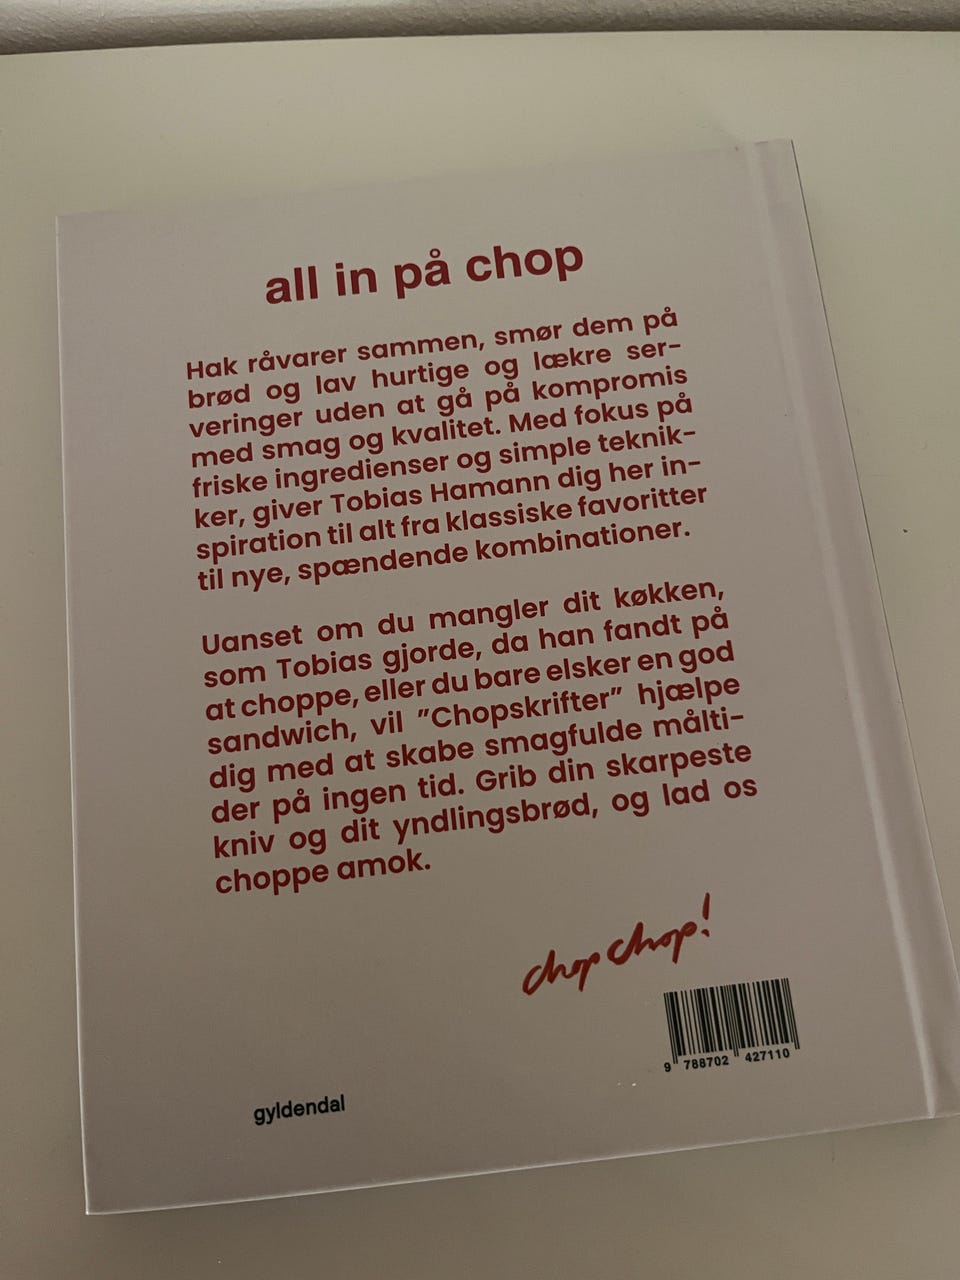 all in på chop
Hak råvarer sammen, smør dem på
brød og lav hurtige og lækre ser-
veringer uden at gå på kompromis
med smag og kvalitet. Med fokus på
friske ingredienser og simple teknik-
ker, giver Tobias Hamann dig her in-
spiration til alt fra klassiske favoritter
til nye, spændende kombinationer.
Uanset om du mangler dit køkken,
som Tobias gjorde, da han fandt på
at choppe, eller du bare elsker en god
sandwich, vil ”Chopskrifter” hjælpe
dig med at skabe smagfulde målti-
der på ingen tid. Grib din skarpeste
kniv og dit yndlingsbrød, og lad os
choppe amok.
chop chop!
9 788702 427110
gyldendal